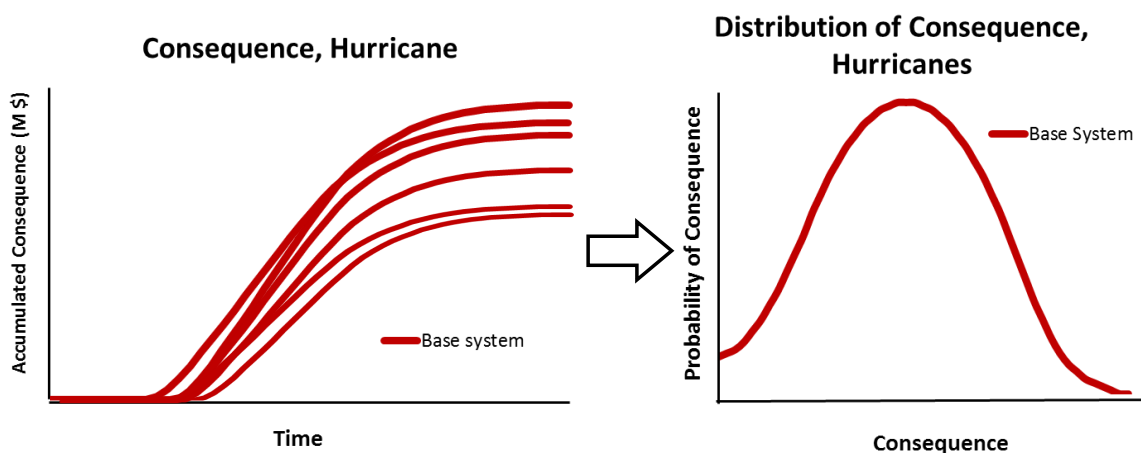 Consequence, Hurricane
Accumulated Consequence (M $)
Base system
Time
Distribution of Consequence,
Hurricanes
Probability of Consequence
Base System
Consequence